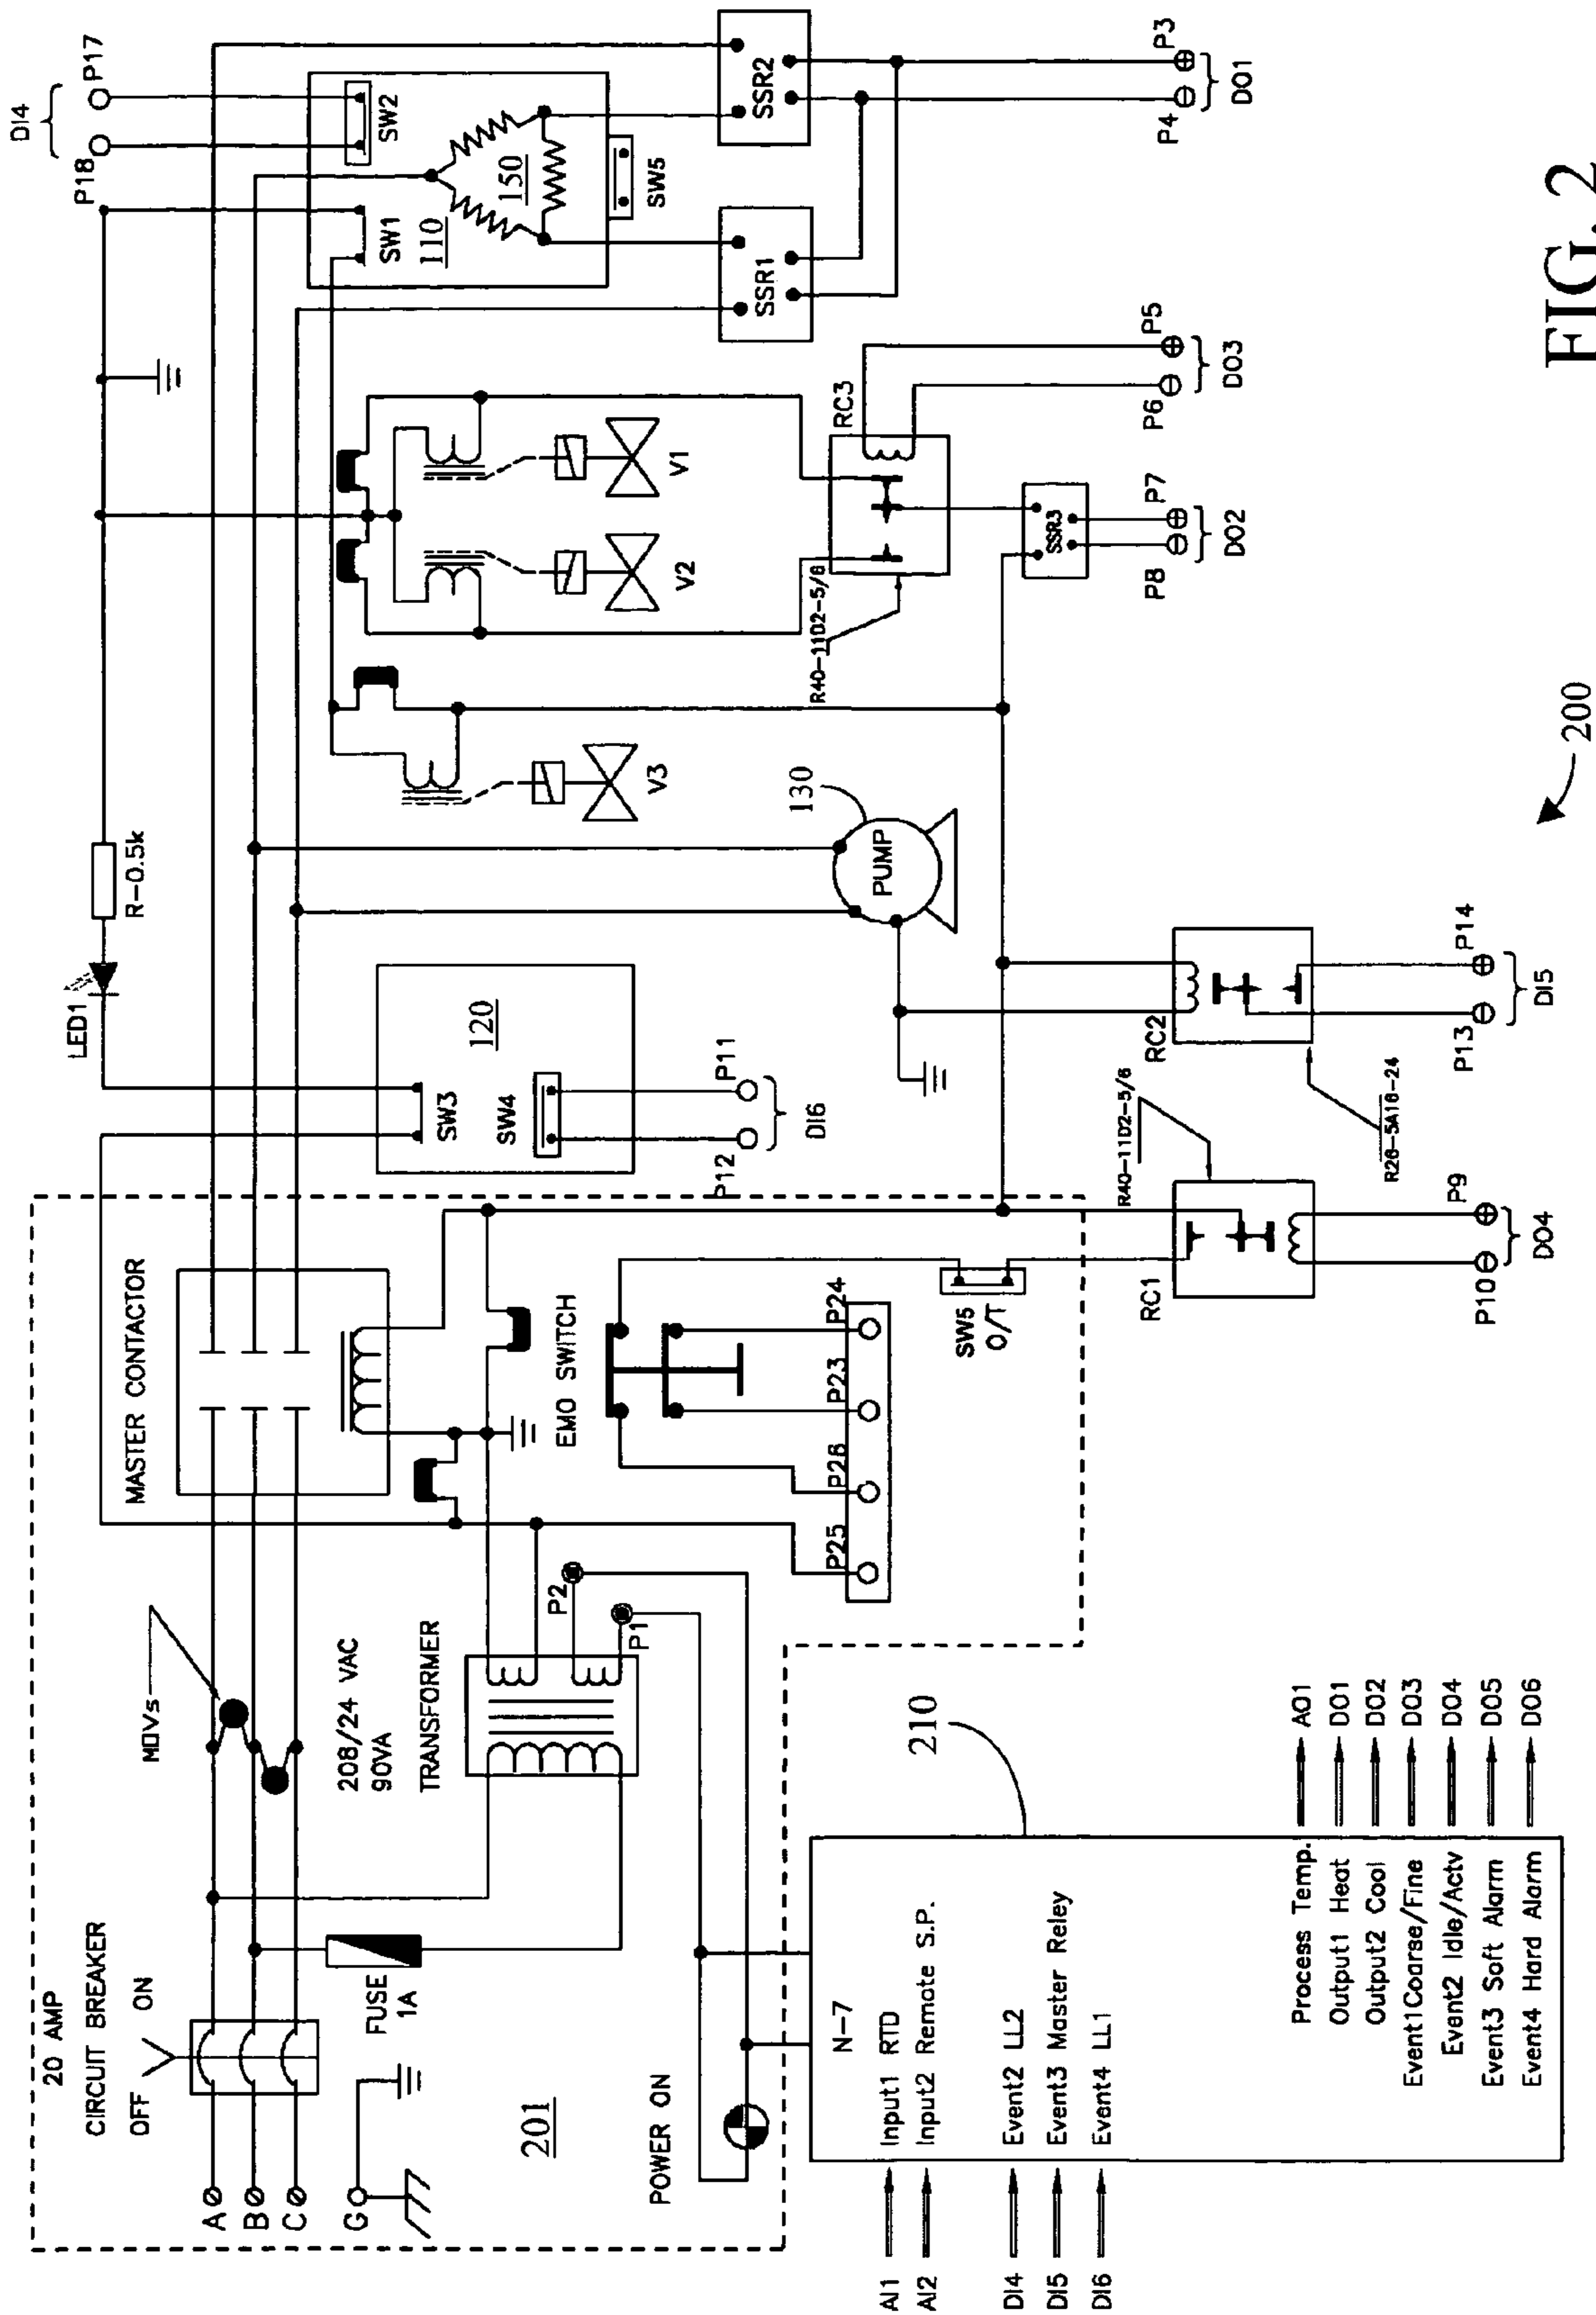 20 AMP
CIRCUIT BREAKER
OFF
ON
A
B
C
G
FUSE
1A
201
POWER ON
MOVs
208/24 VAC
90VA
TRANSFORMER
P2
P1
MASTER CONTACTOR
EMO SWITCH
P25
P26
P23
P24
SW5
O/T
LED1
R-0.5k
SW3
120
SW4
P12
P11
DI6
DI4
P18
P17
SW1
110
SW2
150
SW5
SSR1
SSR2
P4
P3
DO1
V3
V2
V1
RC3
R40-11D2-5/6
P6
P5
DO3
SSR3
P8
P7
DO2
130
PUMP
RC2
R26-5A16-24
P13
P14
DI5
R40-11D2-5/6
RC1
P10
P9
DO4
210
N-7
AI1 Input1 RTD
AI2 Input2 Remote S.P.
DI4 Event2 LL2
DI5 Event3 Master Reley
DI6 Event4 LL1
Process Temp. AO1
Output1 Heat DO1
Output2 Cool DO2
Event1Coarse/Fine DO3
Event2 Idle/Actv DO4
Event3 Soft Alarm DO5
Event4 Hard Alarm DO6
200
FIG. 2